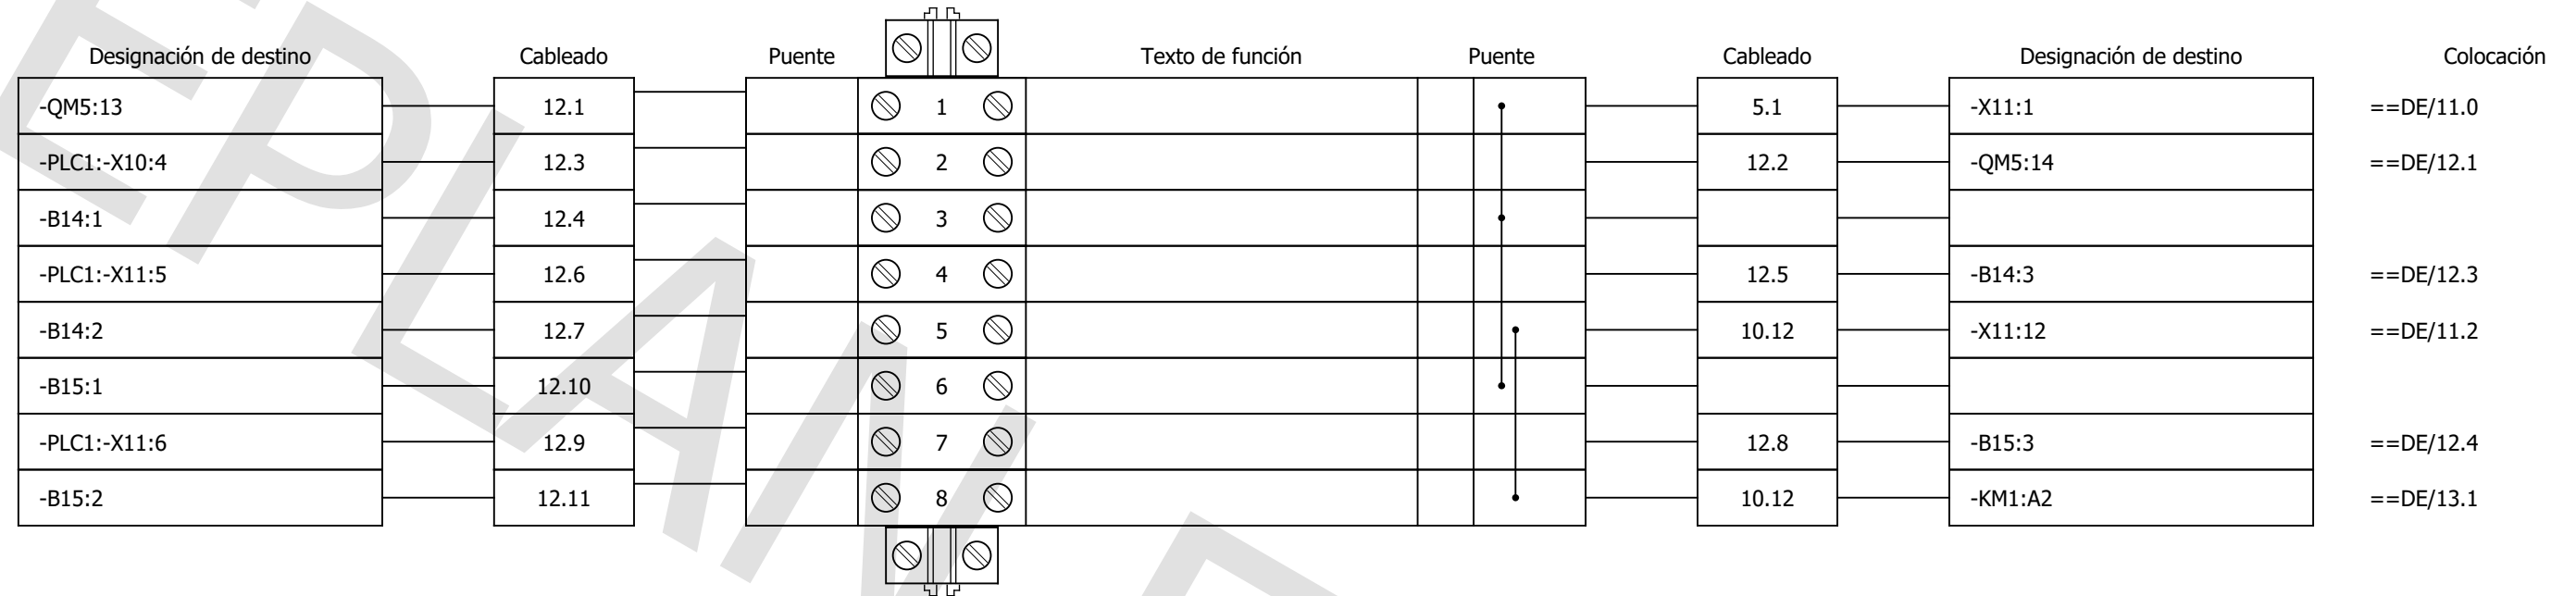 Designación de destino Cableado Puente Texto de función Puente Cableado Designación de destino Colocación
-QM5:13 12.1 1 5.1 -X11:1 ==DE/11.0
-PLC1:-X10:4 12.3 2 12.2 -QM5:14 ==DE/12.1
-B14:1 12.4 3
-PLC1:-X11:5 12.6 4 12.5 -B14:3 ==DE/12.3
-B14:2 12.7 5 10.12 -X11:12 ==DE/11.2
-B15:1 12.10 6
-PLC1:-X11:6 12.9 7 12.8 -B15:3 ==DE/12.4
-B15:2 12.11 8 10.12 -KM1:A2 ==DE/13.1
EPLAN